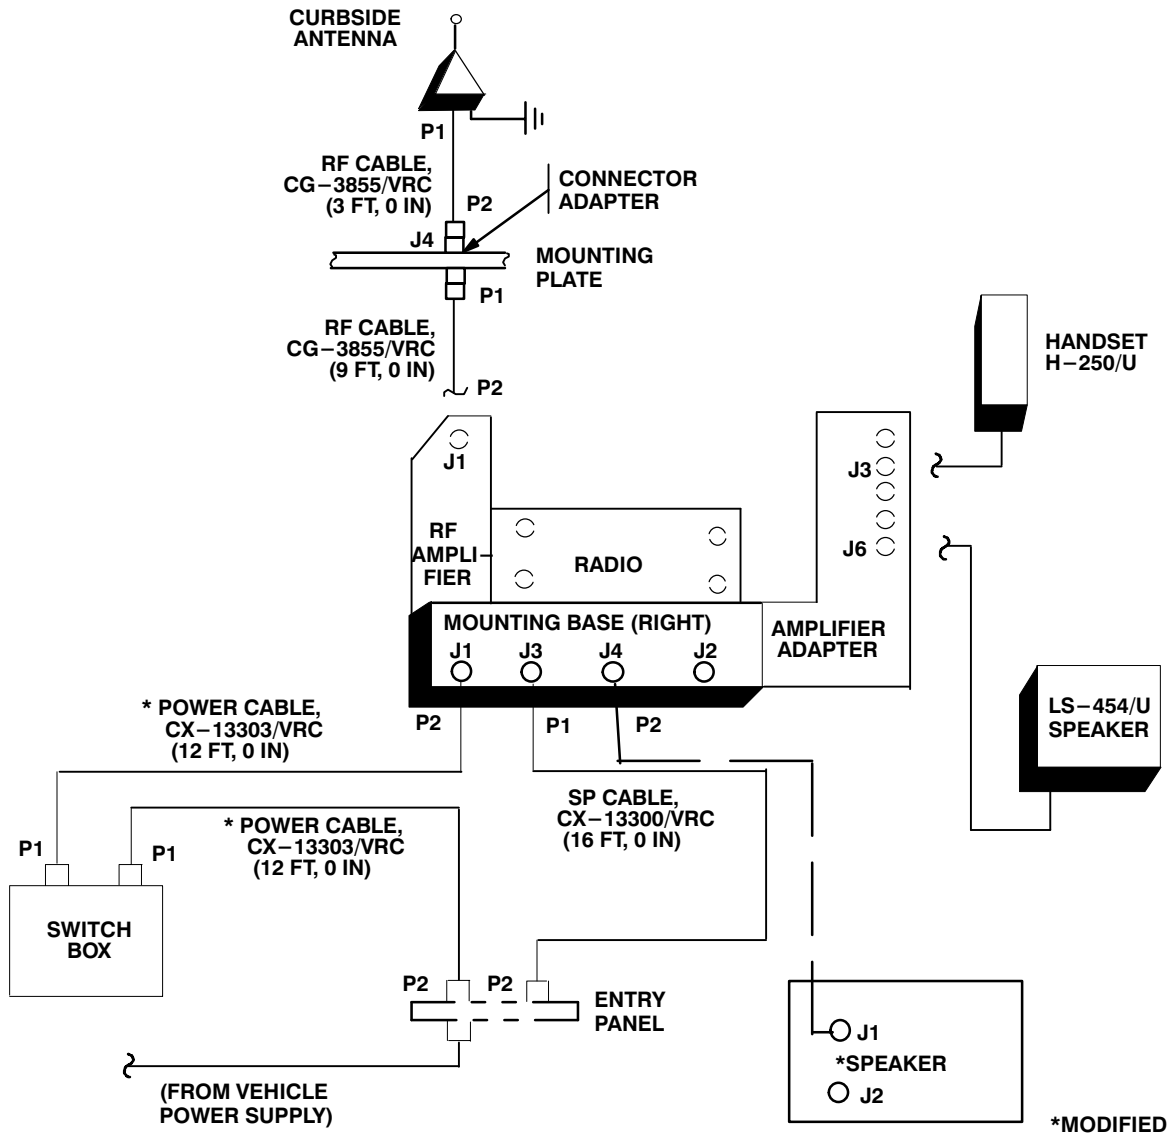 CURBSIDE
ANTENNA
P1
RF CABLE,
CG-3855/VRC
(3 FT, 0 IN)
P2
CONNECTOR
ADAPTER
J4
MOUNTING
PLATE
P1
RF CABLE,
CG-3855/VRC
(9 FT, 0 IN)
P2
HANDSET
H-250/U
J1
J3
RF
AMPLI-
FIER
RADIO
J6
MOUNTING BASE (RIGHT)
J1 J3 J4 J2
AMPLIFIER
ADAPTER
P2 P1 P2
LS-454/U
SPEAKER
* POWER CABLE,
CX-13303/VRC
(12 FT, 0 IN)
SP CABLE,
CX-13300/VRC
(16 FT, 0 IN)
* POWER CABLE,
CX-13303/VRC
(12 FT, 0 IN)
P1 P1
SWITCH
BOX
P2 P2
ENTRY
PANEL
J1
*SPEAKER
J2
(FROM VEHICLE
POWER SUPPLY)
*MODIFIED